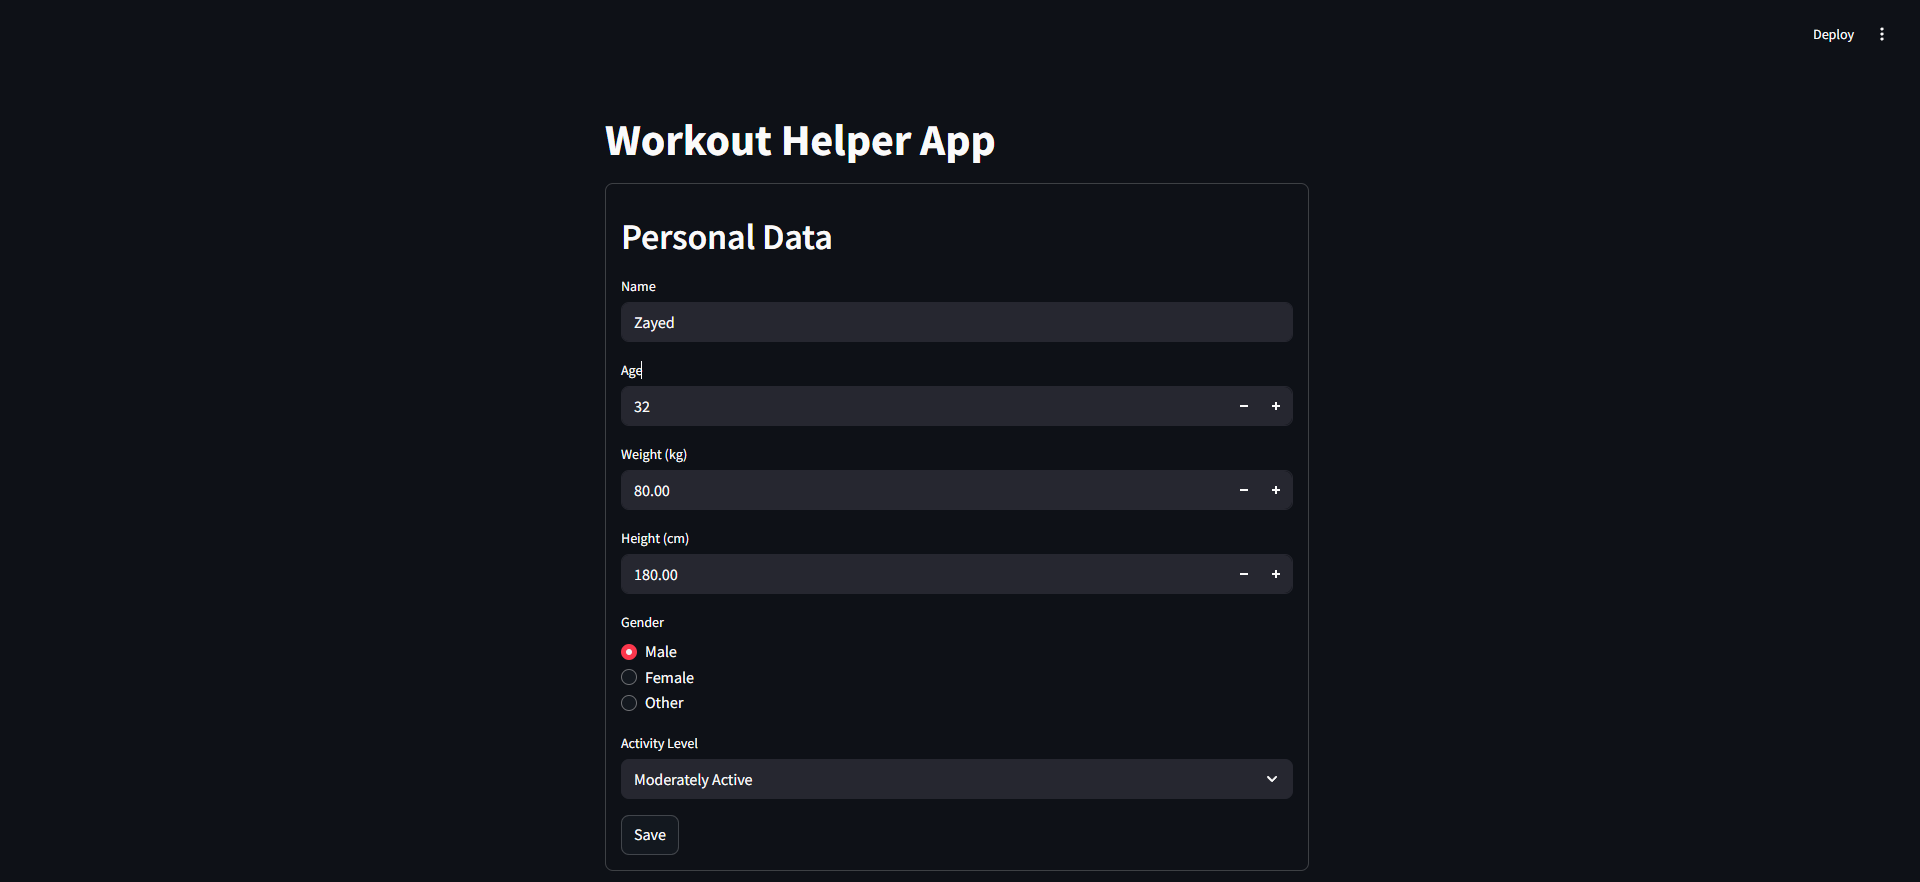 Deploy
Workout Helper App
Personal Data
Name
Zayed
Age
32
Weight (kg)
80.00
Height (cm)
180.00
Gender
Male
Female
Other
Activity Level
Moderately Active
Save